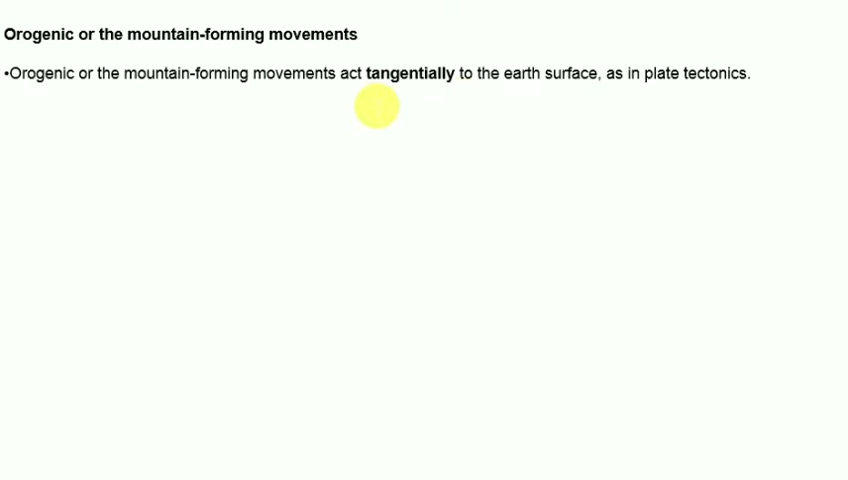 Orogenic or the mountain-forming movements
•Orogenic or the mountain-forming movements act tangentially to the earth surface, as in plate tectonics.